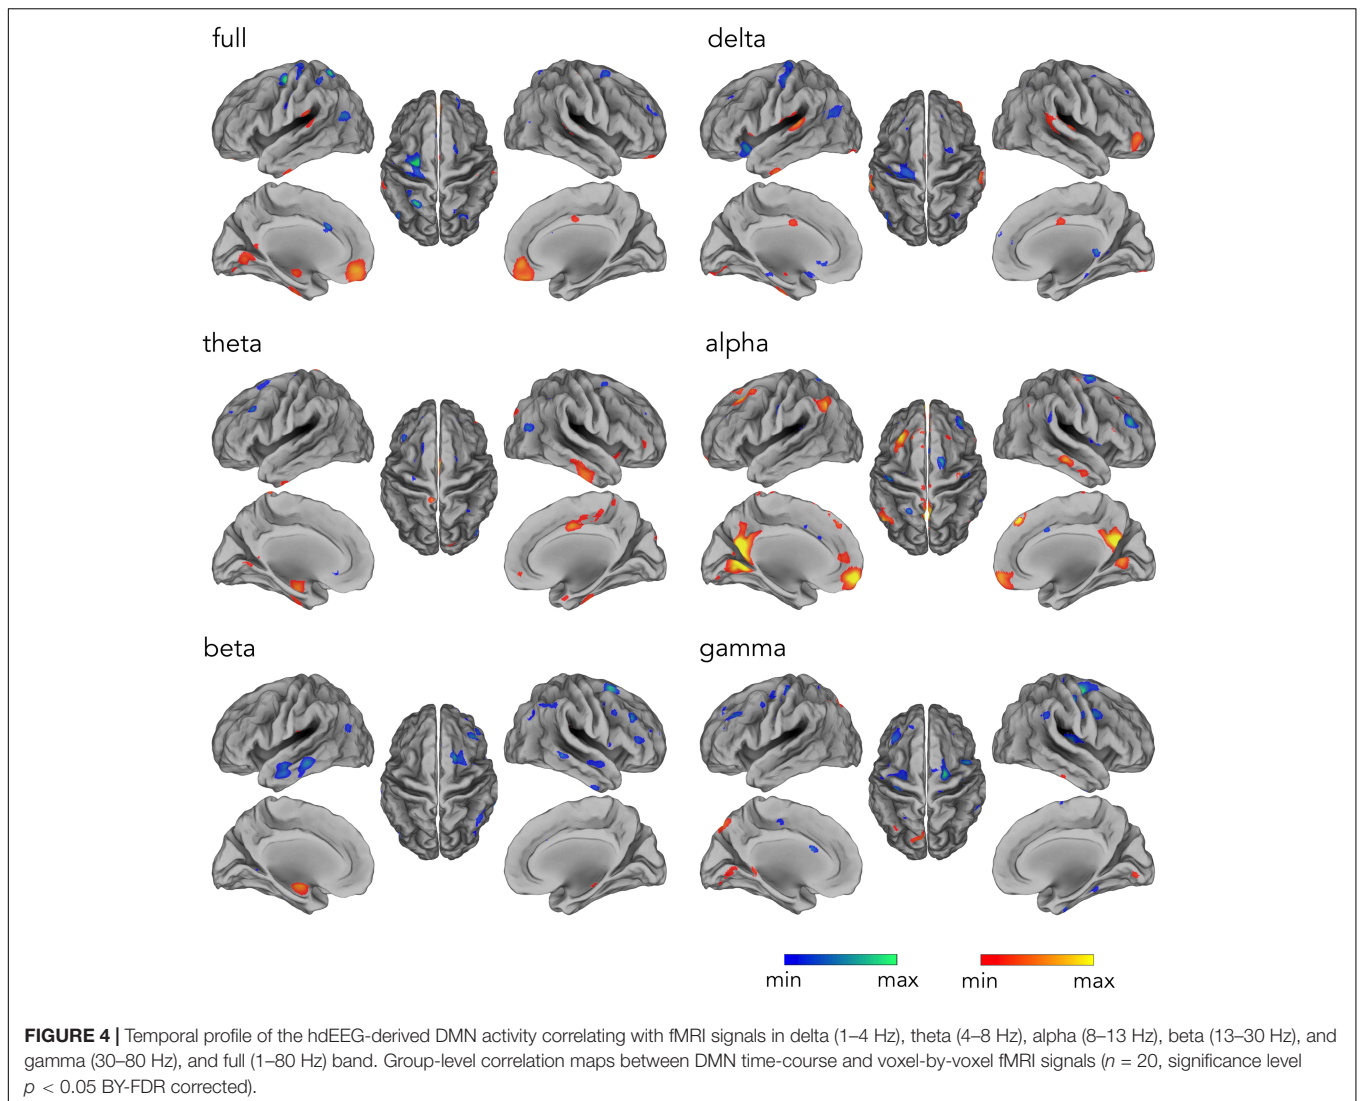 full
delta
theta
alpha
beta
gamma
min max min max
FIGURE 4 | Temporal profile of the hdEEG-derived DMN activity correlating with fMRI signals in delta (1–4 Hz), theta (4–8 Hz), alpha (8–13 Hz), beta (13–30 Hz), and
gamma (30–80 Hz), and full (1–80 Hz) band. Group-level correlation maps between DMN time-course and voxel-by-voxel fMRI signals (n = 20, significance level
p < 0.05 BY-FDR corrected).